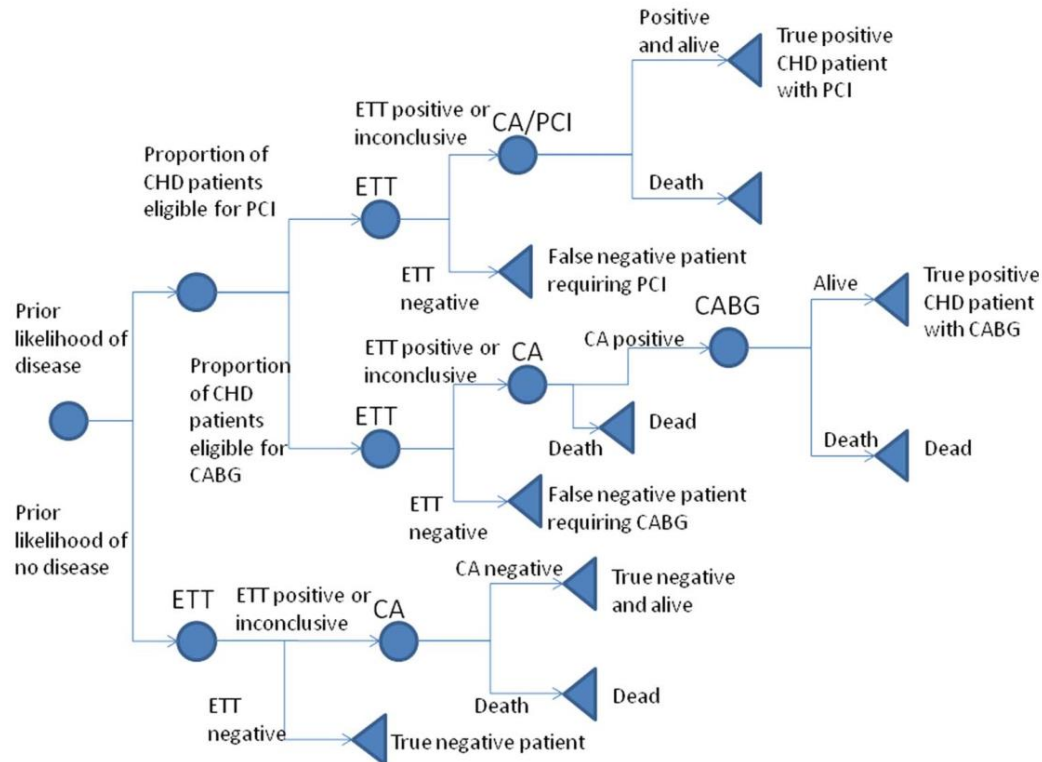 Positive
and alive
True positive
CHD patient
with PCI
ETT positive or
inconclusive
CA/PCI
Proportion of
CHD patients
eligible for PCI
ETT
Death
ETT
negative
False negative patient
requiring PCI
Prior
likelihood of
disease
Proportion
of CHD
patients
eligible for
CABG
ETT positive or
inconclusive
CA
CA positive
CABG
Alive
True positive
CHD patient
with CABG
ETT
Death
Dead
Death
Dead
ETT
negative
False negative patient
requiring CABG
Prior
likelihood of
no disease
ETT
ETT positive or
inconclusive
CA
CA negative
True negative
and alive
Death
Dead
ETT
negative
True negative patient